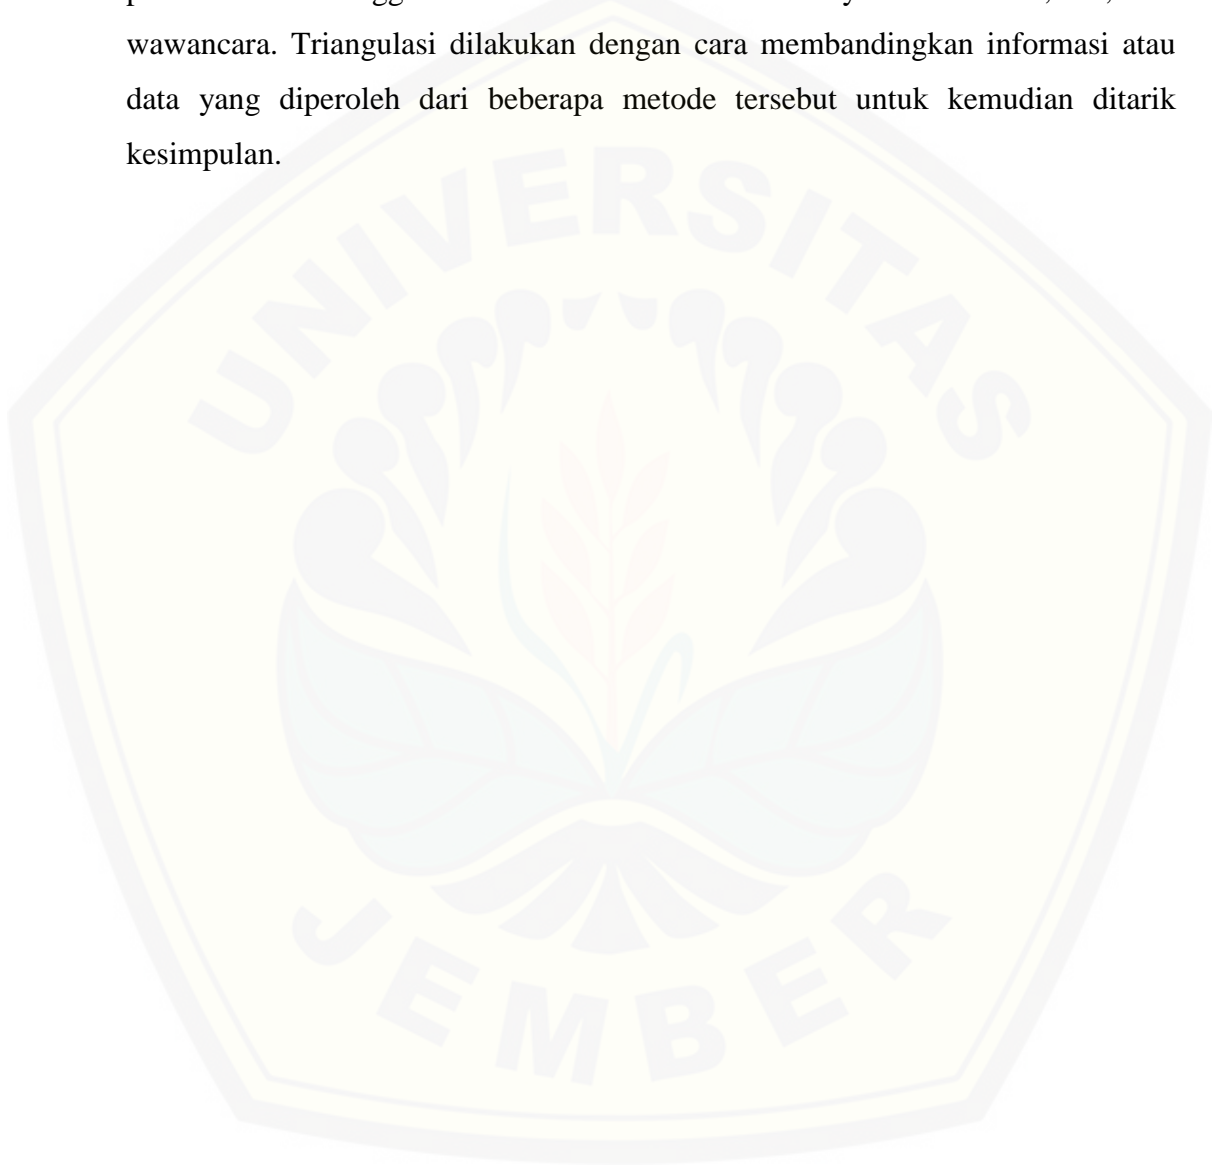 wawancara. Triangulasi dilakukan dengan cara membandingkan informasi atau
data yang diperoleh dari beberapa metode tersebut untuk kemudian ditarik
kesimpulan.
UNIVERSITAS
JEMBER